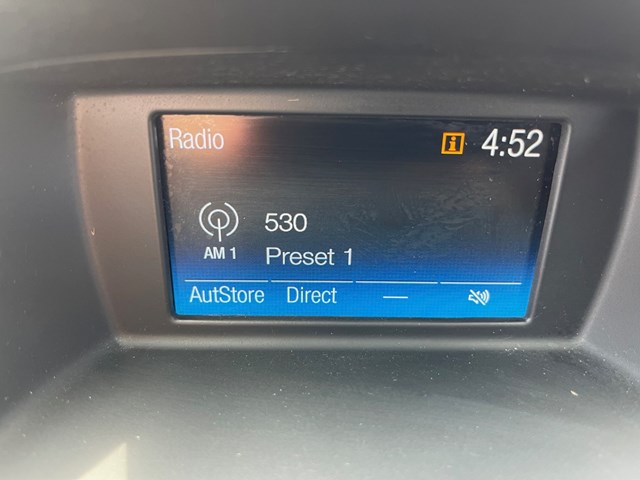 Radio
i 4:52
530
AM 1 Preset 1
AutStore Direct —